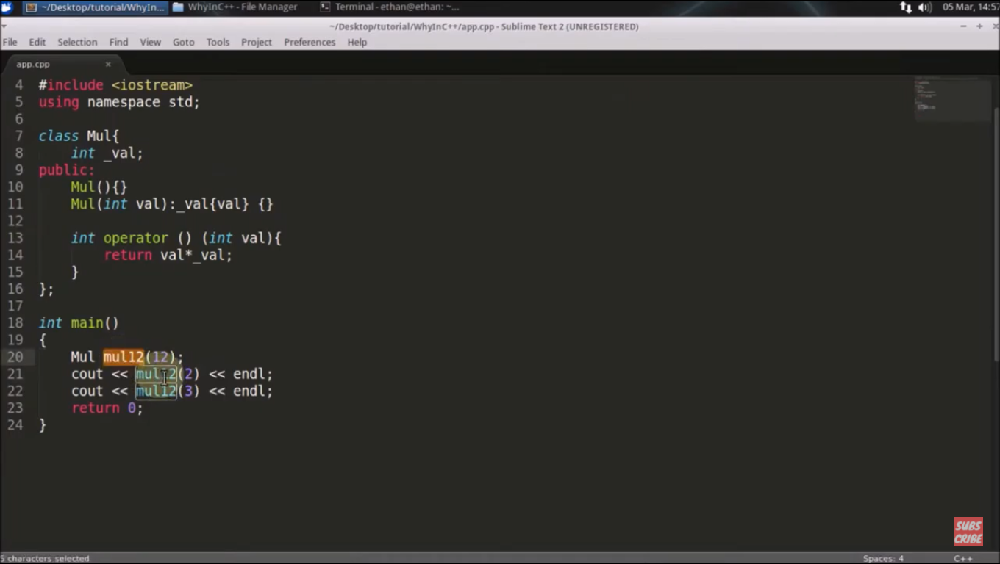 ~/Desktop/tutorial/WhyIn... WhyInC++ - File Manager Terminal - ethan@ethan: ~... 05 Mar, 14:57
~/Desktop/tutorial/WhyInC++/app.cpp - Sublime Text 2 (UNREGISTERED)
File Edit Selection Find View Goto Tools Project Preferences Help
app.cpp ×
4 #include <iostream>
5 using namespace std;
6
7 class Mul{
8     int _val;
9 public:
10     Mul(){}
11     Mul(int val):_val{val} {}
12
13     int operator () (int val){
14         return val*_val;
15     }
16 };
17
18 int main()
19 {
20     Mul mul12(12);
21     cout << mul12(2) << endl;
22     cout << mul12(3) << endl;
23     return 0;
24 }
SUBS
CRIBE
5 characters selected Spaces: 4 C++